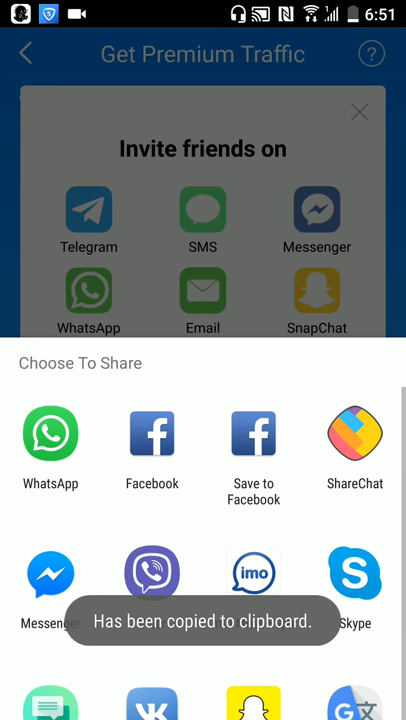 6:51
Get Premium Traffic
?
Invite friends on
Telegram
SMS
Messenger
WhatsApp
Email
SnapChat
Choose To Share
WhatsApp
Facebook
Save to
Facebook
ShareChat
imo
Messenger
Skype
Has been copied to clipboard.